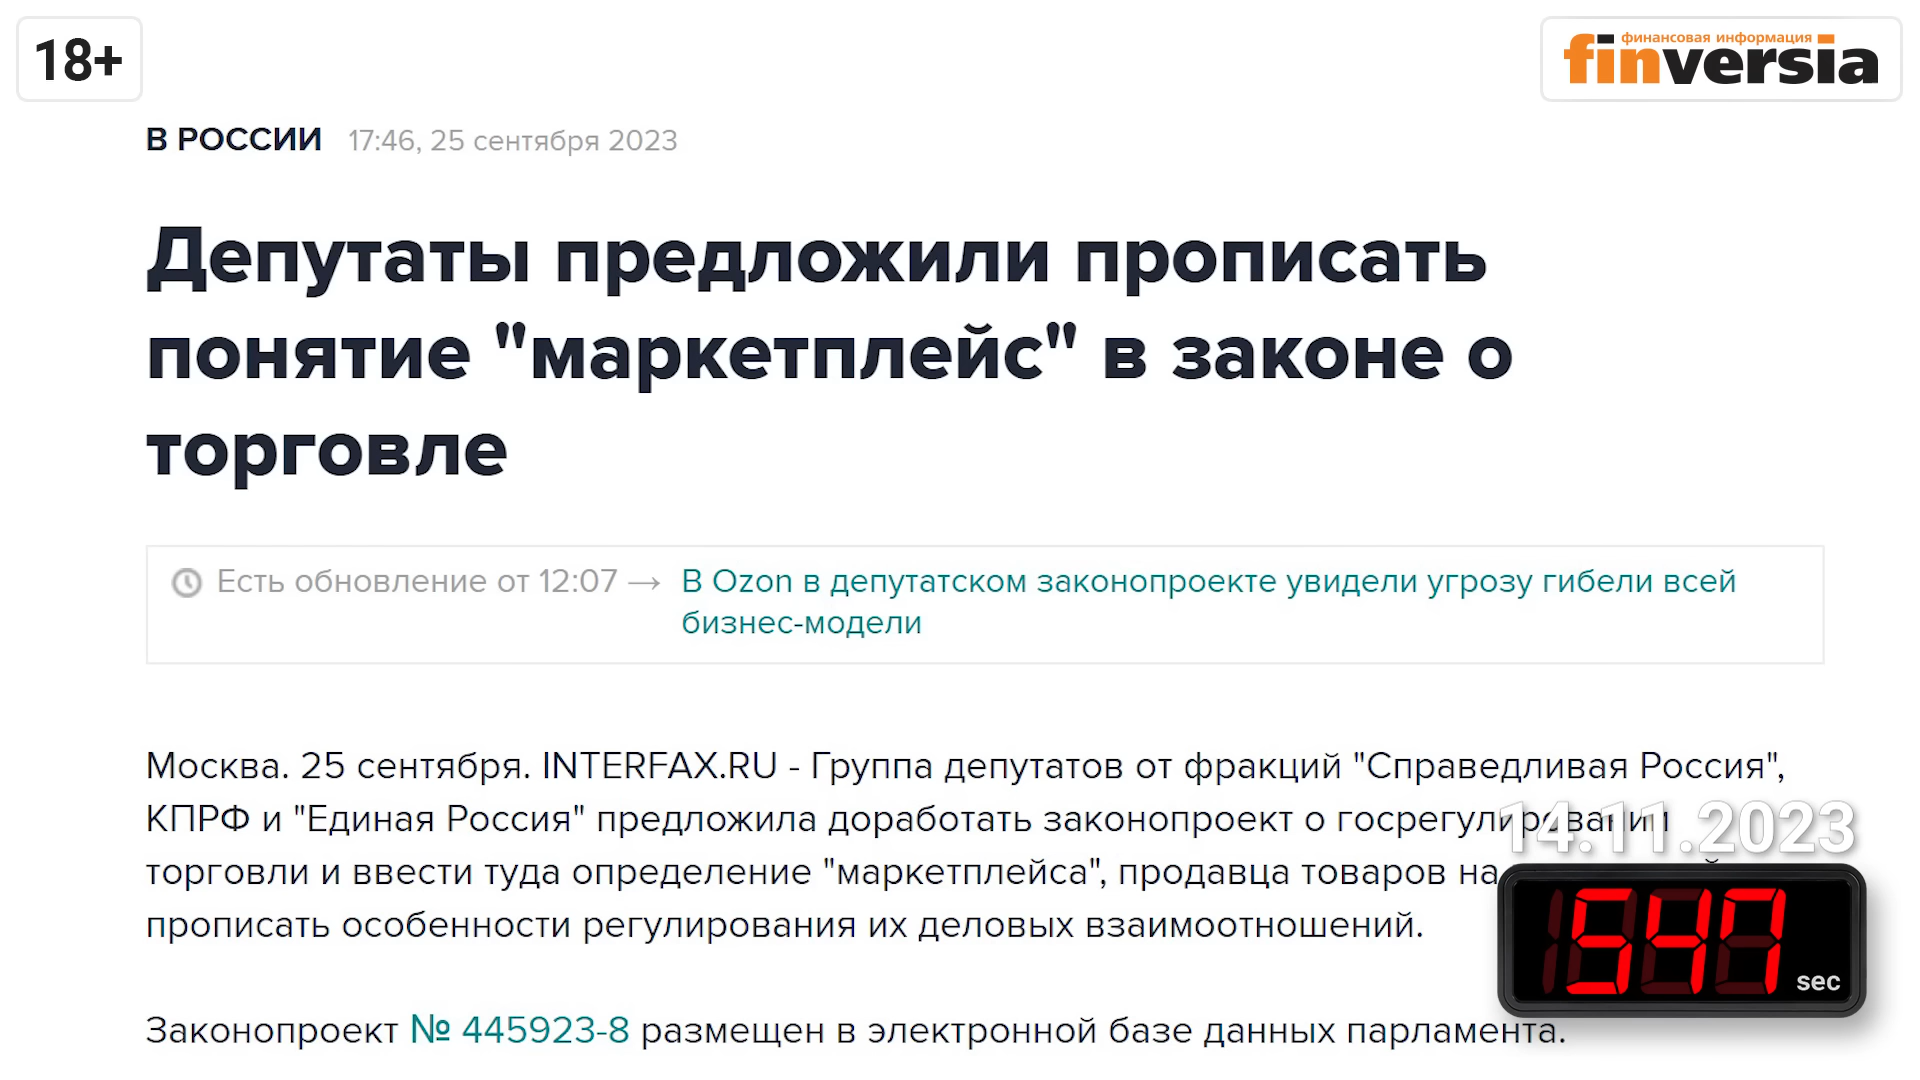 18+
финансовая информация
finversia
В РОССИИ 17:46, 25 сентября 2023
Депутаты предложили прописать
понятие "маркетплейс" в законе о
торговле
Есть обновление от 12:07 → В Ozon в депутатском законопроекте увидели угрозу гибели всей
бизнес-модели
Москва. 25 сентября. INTERFAX.RU - Группа депутатов от фракций "Справедливая Россия",
КПРФ и "Единая Россия" предложила доработать законопроект о госрегулировании
14.11.2023
торговли и ввести туда определение "маркетплейса", продавца товаров на
прописать особенности регулирования их деловых взаимоотношений.
547 sec
Законопроект № 445923-8 размещен в электронной базе данных парламента.